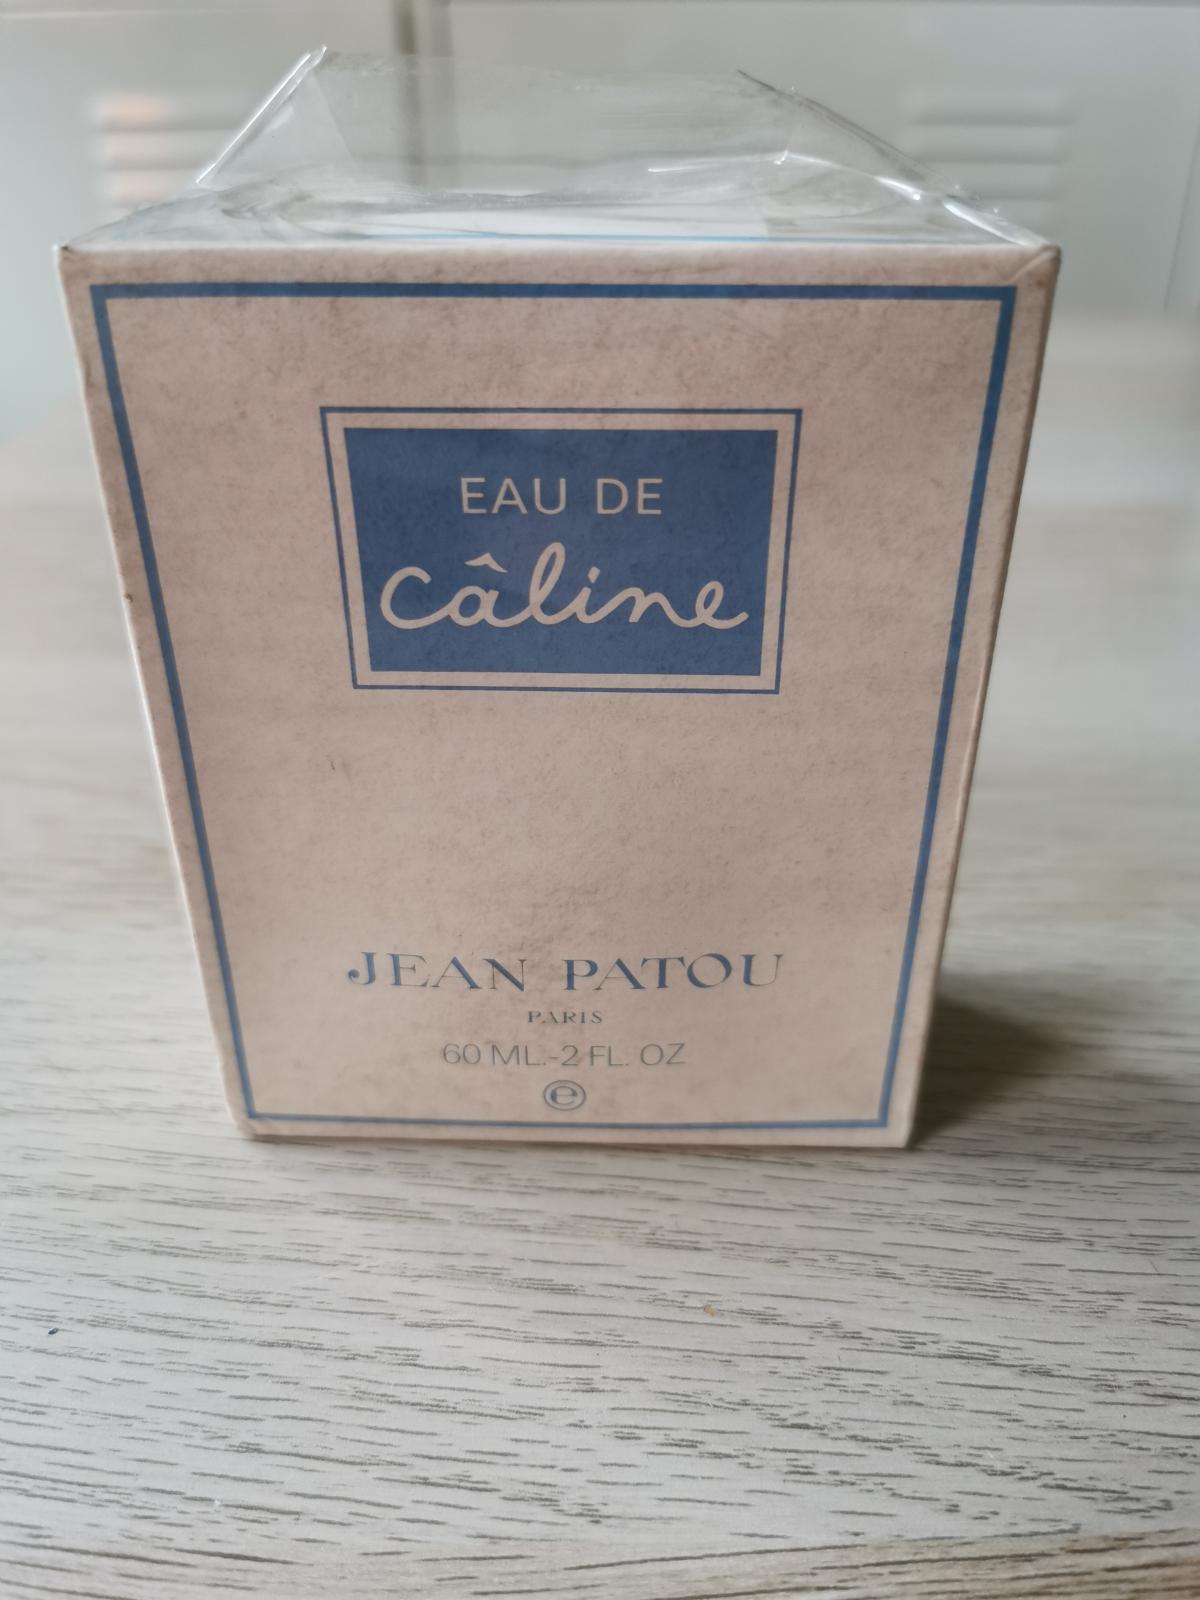 EAU DE
câline
JEAN PATOU
PARIS
60 ML.-2 FL. OZ
℮